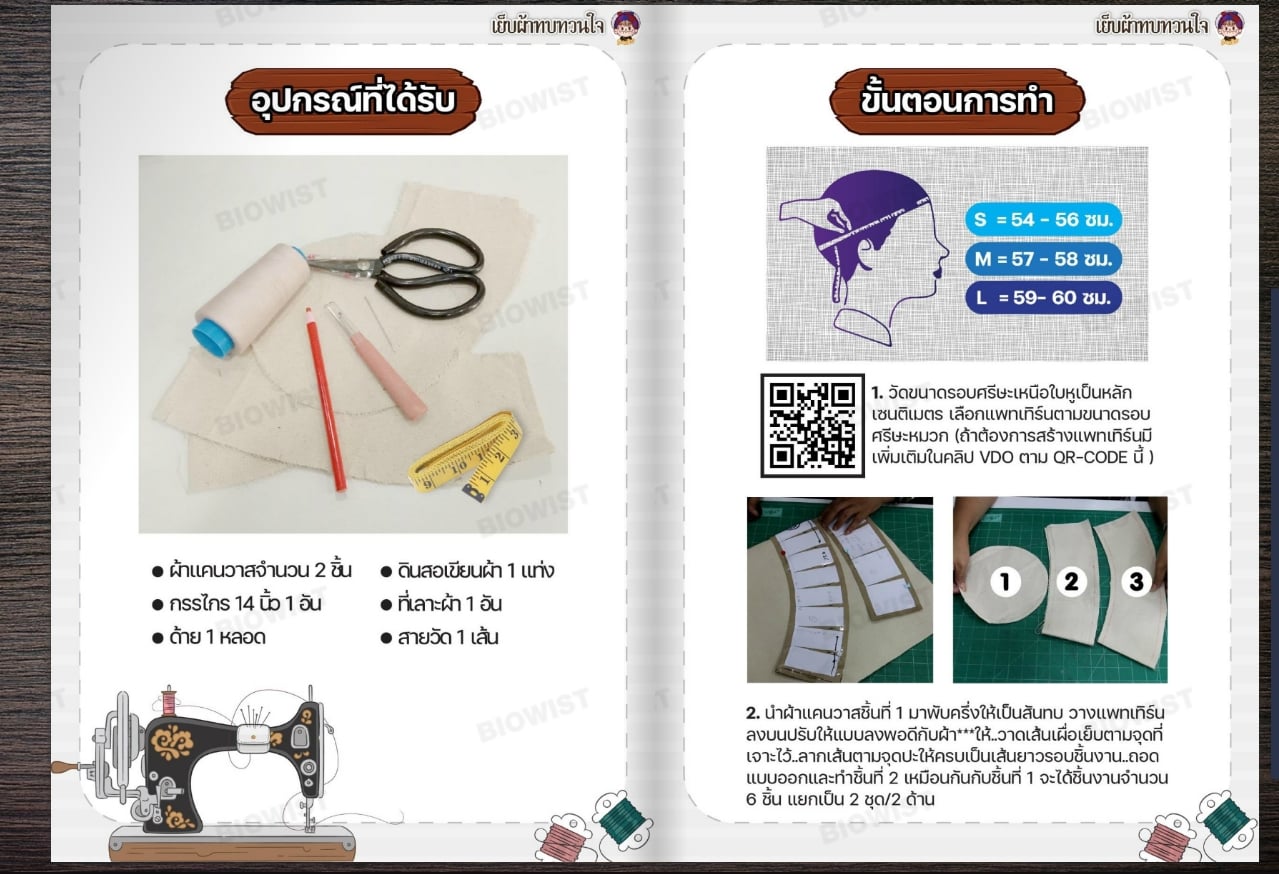 เย็บผ้าทบทวนใจ
อุปกรณ์ที่ได้รับ
BIOWIST
ผ้าแคนวาสจำนวน 2 ชิ้น
กรรไกร 14 นิ้ว 1 อัน
ด้าย 1 หลอด
ดินสอเขียนผ้า 1 แท่ง
ที่เลาะผ้า 1 อัน
สายวัด 1 เส้น
เย็บผ้าทบทวนใจ
ขั้นตอนการทำ
S = 54 - 56 ซม.
M = 57 - 58 ซม.
L = 59- 60 ซม.
1. วัดขนาดรอบศรีษะเหนือใบหูเป็นหลัก
เซนติเมตร เลือกแพทเทิร์นตามขนาดรอบ
ศรีษะหมวก (ถ้าต้องการสร้างแพทเทิร์นมี
เพิ่มเติมในคลิป VDO ตาม QR-CODE นี้ )
1
2
3
2. นำผ้าแคนวาสชิ้นที่ 1 มาพับครึ่งให้เป็นสันทบ วางแพทเทิร์น
ลงบนปรับให้แบบลงพอดีกับผ้า***ให้..วาดเส้นเผื่อเย็บตามจุดที่
เจาะไว้..ลากเส้นตามจุดปะให้ครบเป็นเส้นยาวรอบชิ้นงาน..ถอด
แบบออกและทำชิ้นที่ 2 เหมือนกันกับชิ้นที่ 1 จะได้ชิ้นงานจำนวน
6 ชิ้น แยกเป็น 2 ชุด/2 ด้าน